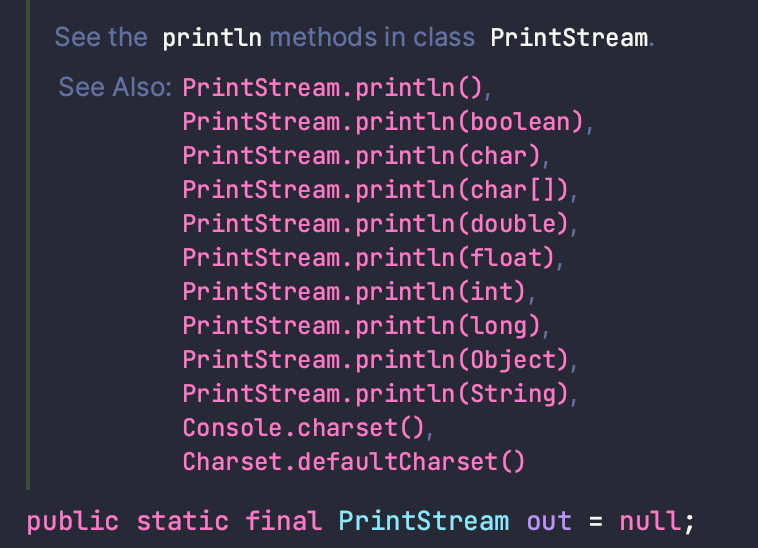 See the println methods in class PrintStream.
See Also: PrintStream.println(),
PrintStream.println(boolean),
PrintStream.println(char),
PrintStream.println(char[]),
PrintStream.println(double),
PrintStream.println(float),
PrintStream.println(int),
PrintStream.println(long),
PrintStream.println(Object),
PrintStream.println(String),
Console.charset(),
Charset.defaultCharset()
public static final PrintStream out = null;